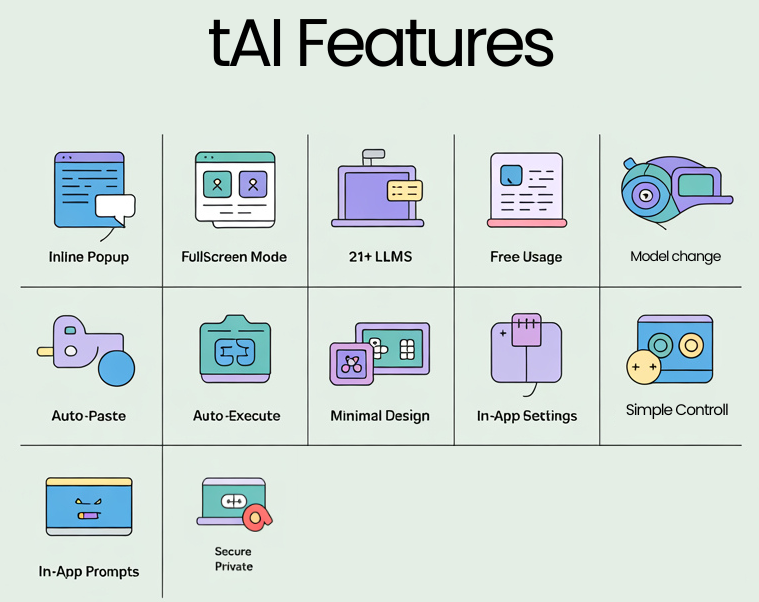 tAI Features
Inline Popup
FullScreen Mode
21+ LLMS
Free Usage
Model change
Auto-Paste
Auto-Execute
Minimal Design
In-App Settings
Simple Controll
In-App Prompts
Secure
Private